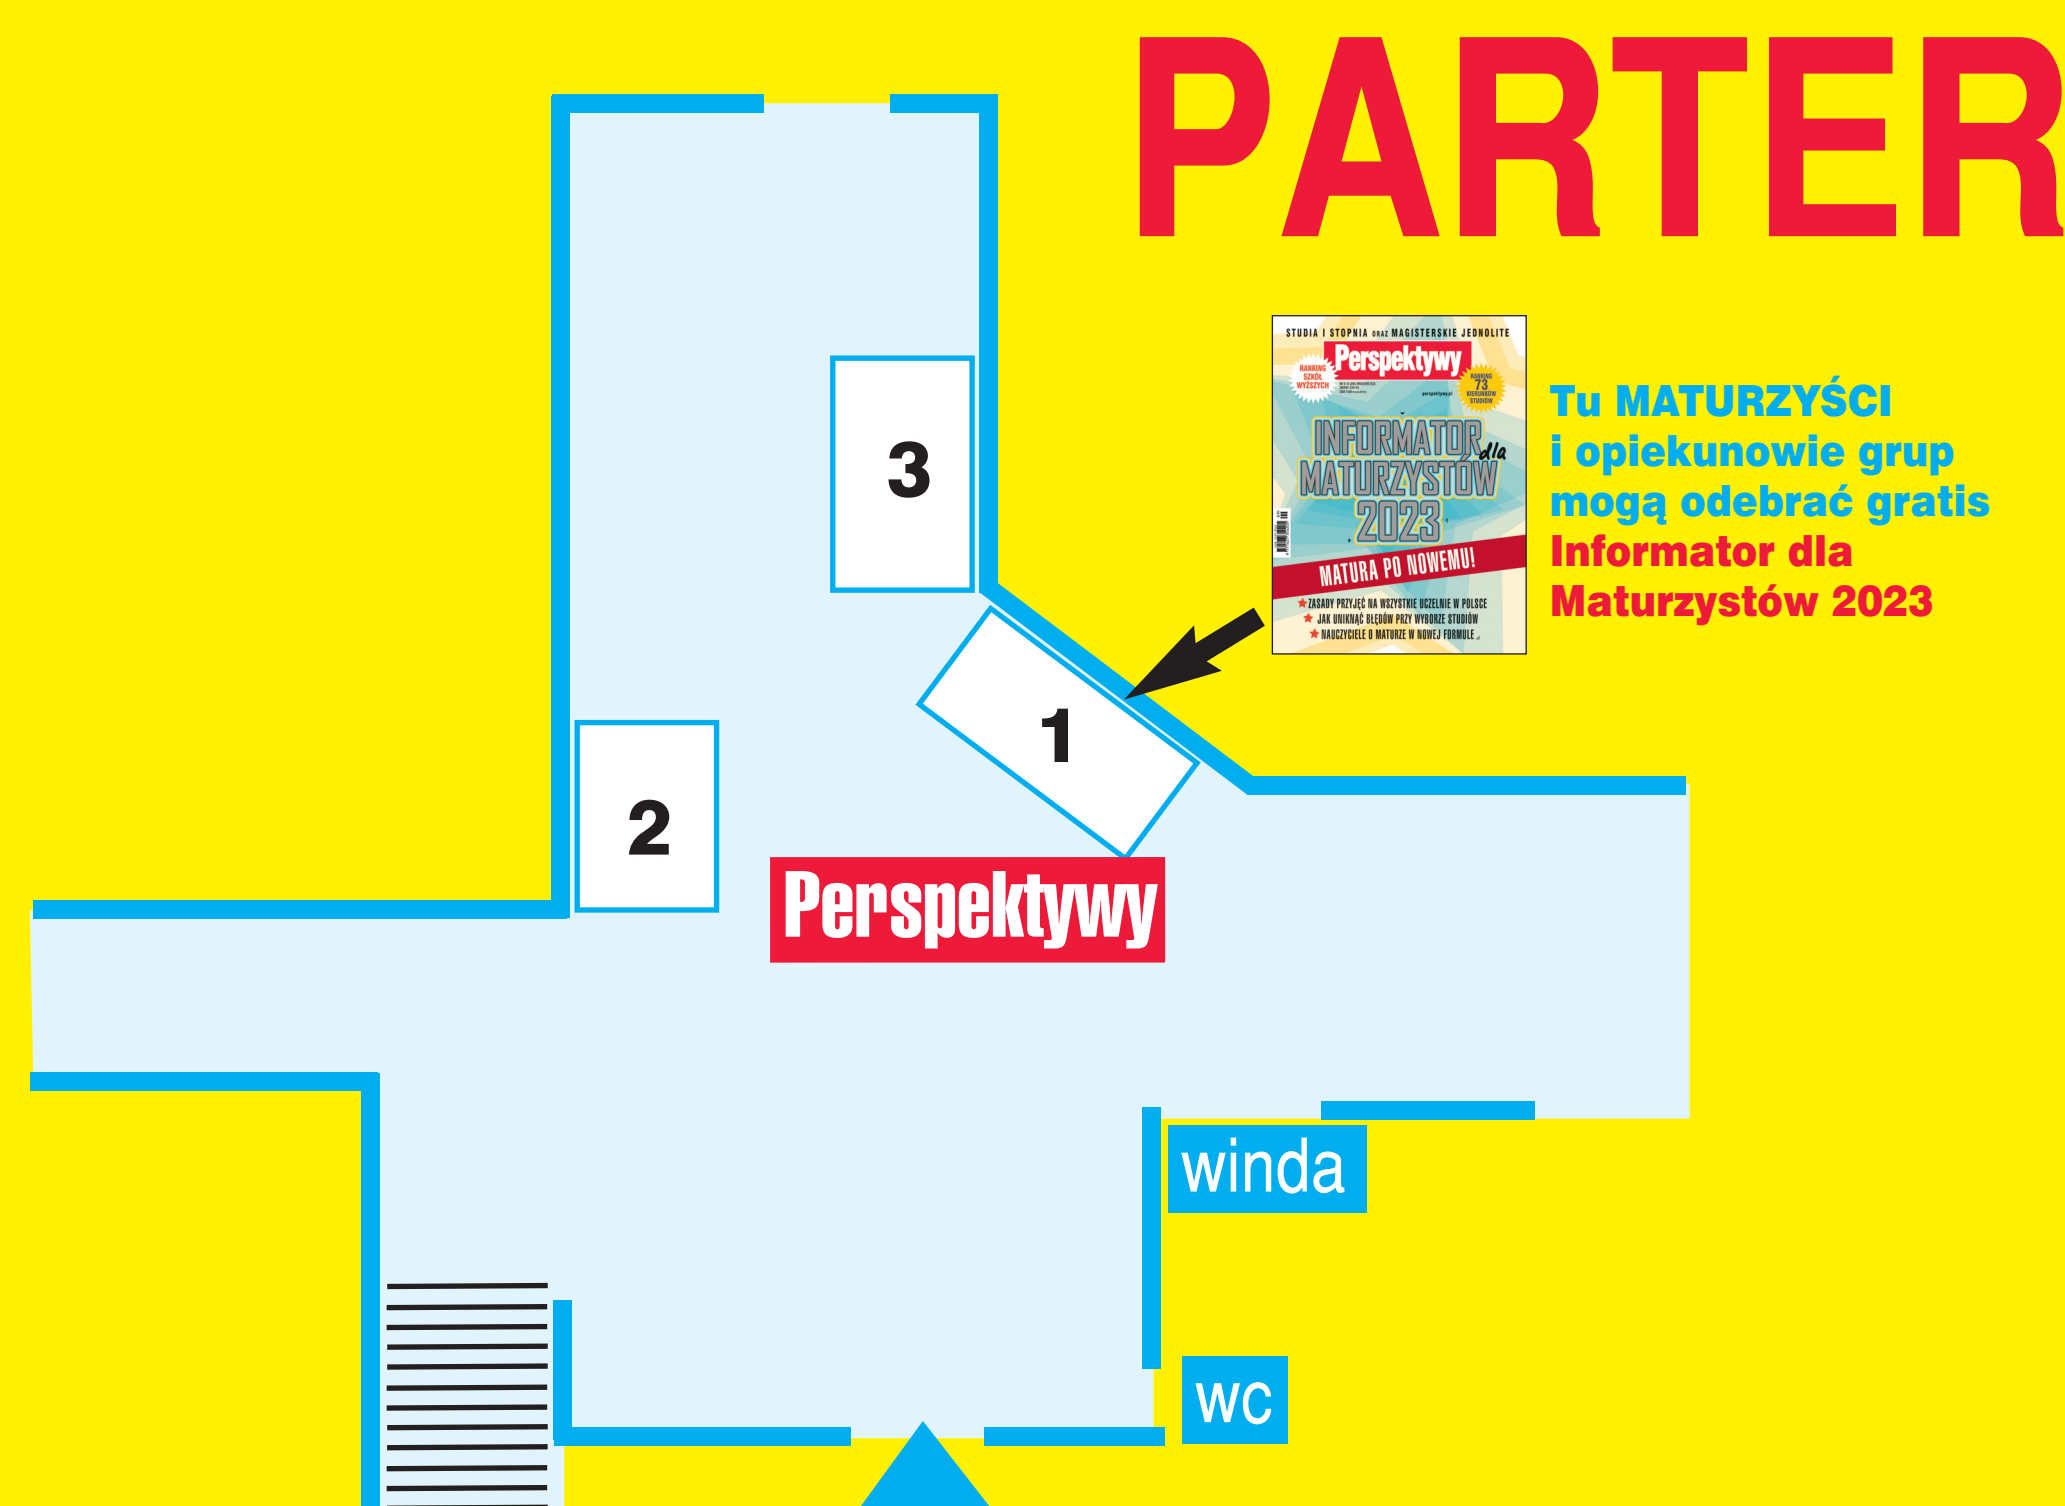 PARTER
STUDIA I STOPNIA ORAZ MAGISTERSKIE JEDNOLITE
Perspektywy
RANKING
SZKÓŁ
WYŻSZYCH
RANKING
73
KIERUNKÓW
STUDIÓW
perspektywy.pl
INFORMATOR dla
MATURZYSTÓW
2023
MATURA PO NOWEMU!
ZASADY PRZYJĘĆ NA WSZYSTKIE UCZELNIE W POLSCE
JAK UNIKNĄĆ BŁĘDÓW PRZY WYBORZE STUDIÓW
NAUCZYCIELE O MATURZE W NOWEJ FORMULE
Tu MATURZYŚCI
i opiekunowie grup
mogą odebrać gratis
Informator dla
Maturzystów 2023
3
1
2
Perspektywy
winda
wc